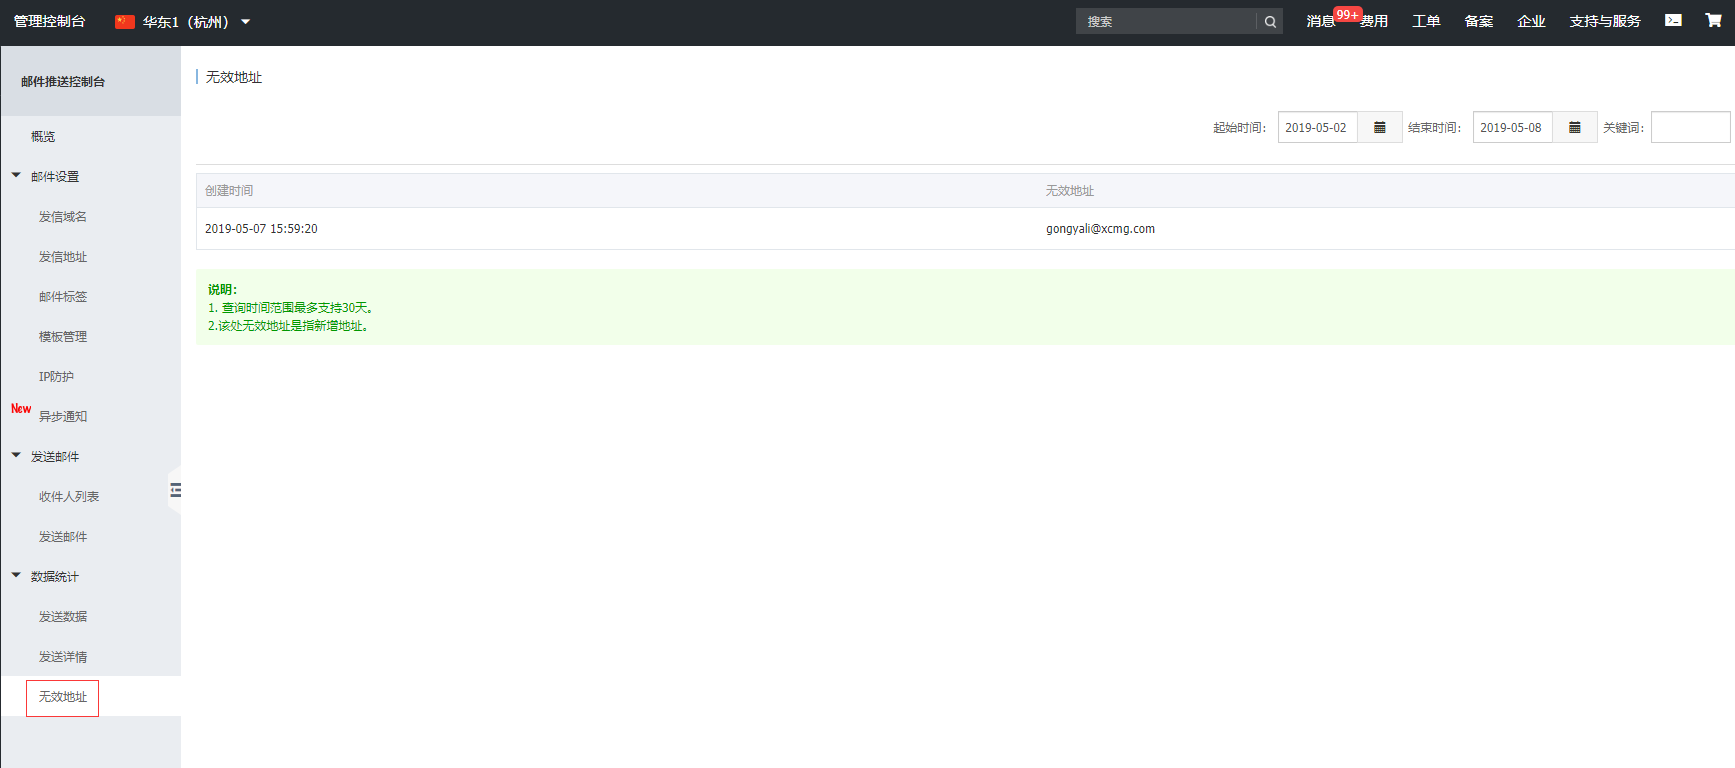 管理控制台 华东1（杭州） 搜索 消息 99+ 费用 工单 备案 企业 支持与服务
邮件推送控制台
概览
邮件设置
发信域名
发信地址
邮件标签
模板管理
IP防护
New 异步通知
发送邮件
收件人列表
发送邮件
数据统计
发送数据
发送详情
无效地址
无效地址
起始时间： 2019-05-02 结束时间： 2019-05-08 关键词：
创建时间 无效地址
2019-05-07 15:59:20 gongyali@xcmg.com
说明：
1. 查询时间范围最多支持30天。
2.该处无效地址是指新增地址。